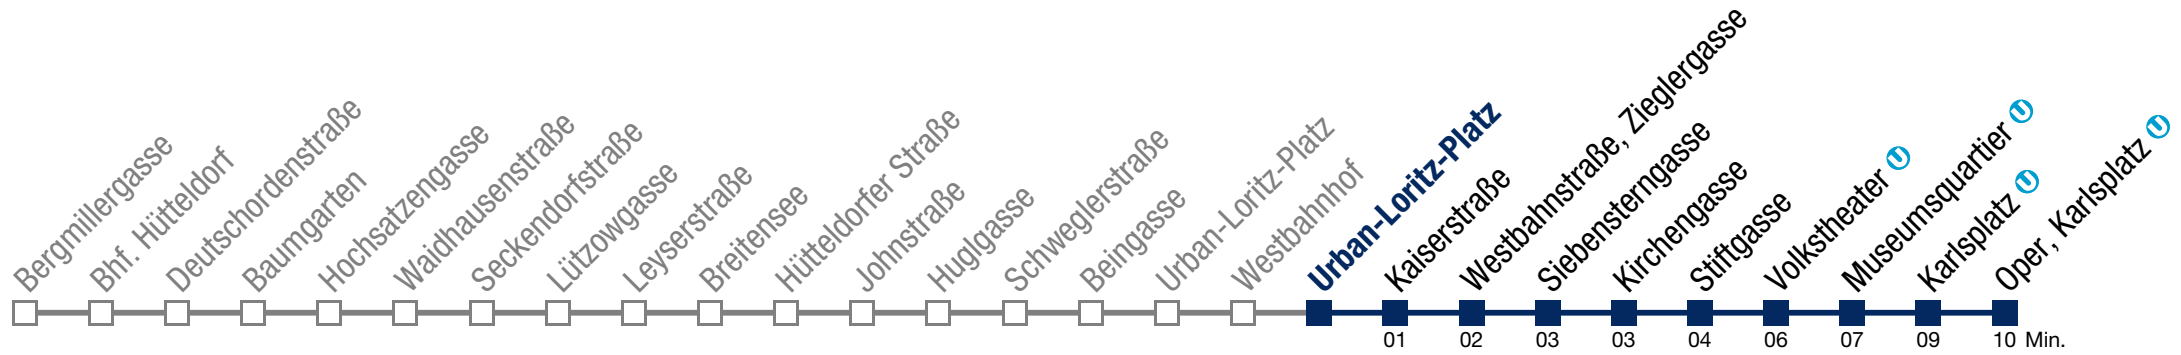 Bergmillergasse
Bhf. Hütteldorf
Deutschordenstraße
Baumgarten
Hochsatzengasse
Waidhausenstraße
Seckendorfstraße
Lützowgasse
Leyserstraße
Breitensee
Hütteldorfer Straße
Johnstraße
Huglgasse
Schweglerstraße
Beingasse
Urban-Loritz-Platz
Westbahnhof
Urban-Loritz-Platz
Kaiserstraße
Westbahnstraße, Zieglergasse
Siebensterngasse
Kirchengasse
Stiftgasse
Volkstheater U
Museumsquartier U
Karlsplatz U
Oper, Karlsplatz U
01 02 03 03 04 06 07 09 10 Min.